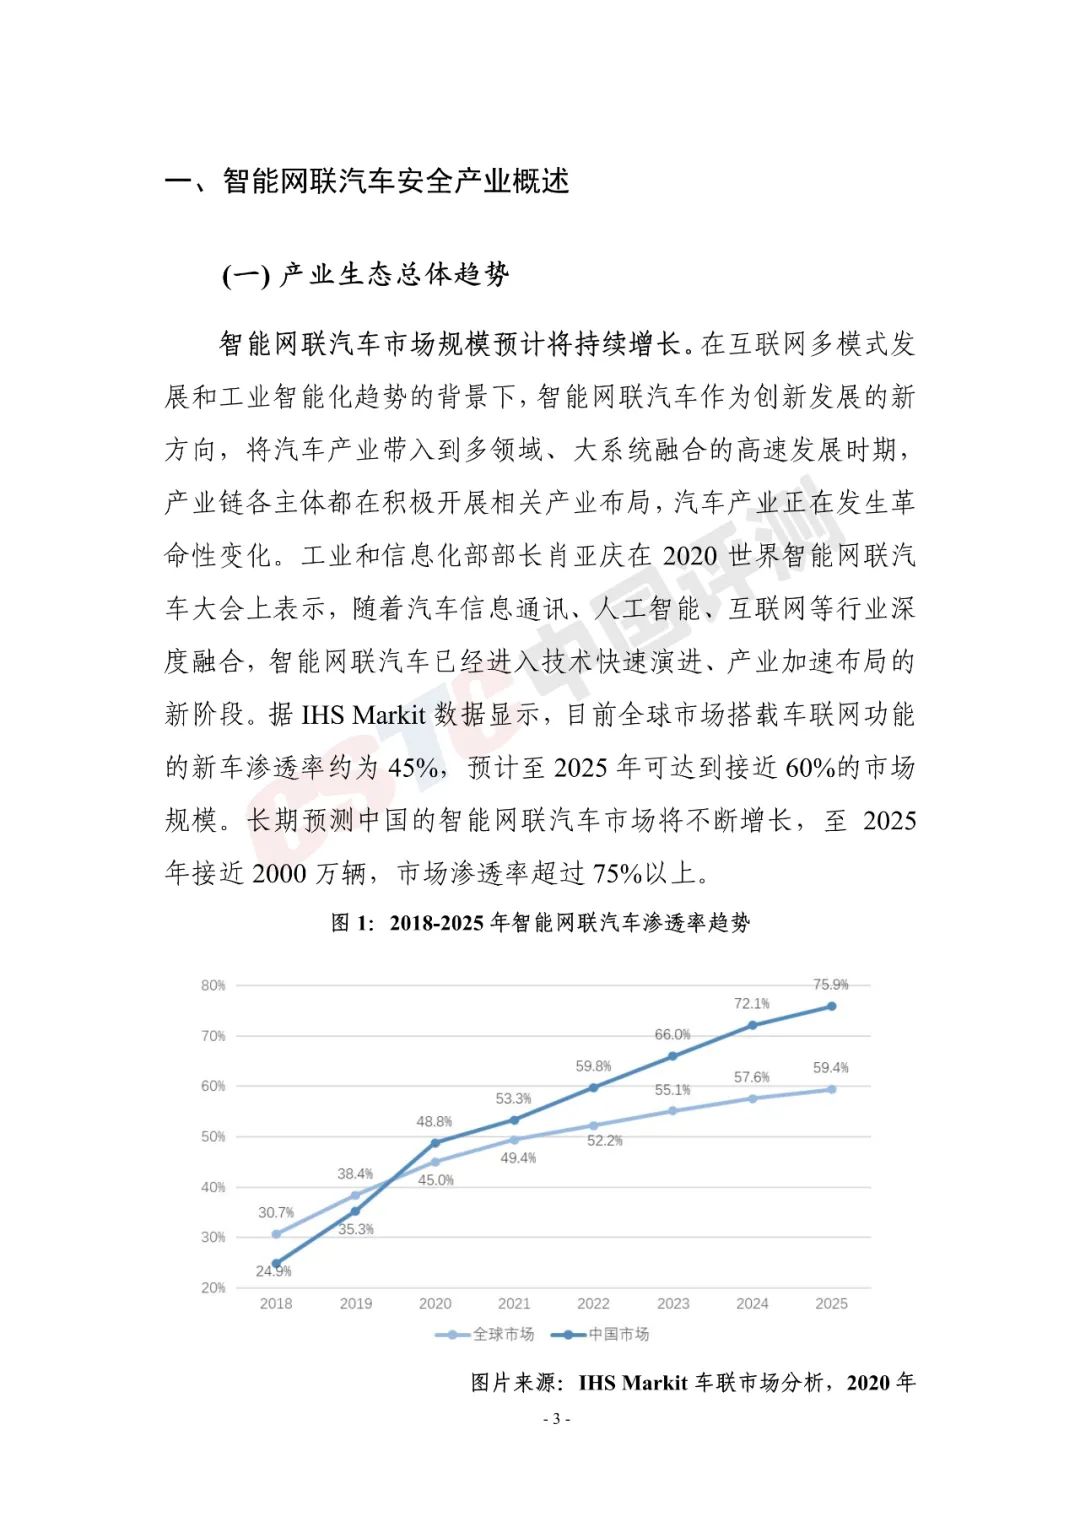 一、智能网联汽车安全产业概述
(一) 产业生态总体趋势
智能网联汽车市场规模预计将持续增长。在互联网多模式发
展和工业智能化趋势的背景下，智能网联汽车作为创新发展的新
方向，将汽车产业带入到多领域、大系统融合的高速发展时期，
产业链各主体都在积极开展相关产业布局，汽车产业正在发生革
命性变化。工业和信息化部部长肖亚庆在 2020 世界智能网联汽
车大会上表示，随着汽车信息通讯、人工智能、互联网等行业深
度融合，智能网联汽车已经进入技术快速演进、产业加速布局的
新阶段。据 IHS Markit 数据显示，目前全球市场搭载车联网功能
的新车渗透率约为 45%，预计至 2025 年可达到接近 60%的市场
规模。长期预测中国的智能网联汽车市场将不断增长，至 2025
年接近 2000 万辆，市场渗透率超过 75%以上。
CSTC 中国评测
图 1：2018-2025 年智能网联汽车渗透率趋势
80%
70%
60%
50%
40%
30%
20%
30.7%
38.4%
45.0%
49.4%
52.2%
55.1%
57.6%
59.4%
24.9%
35.3%
48.8%
53.3%
59.8%
66.0%
72.1%
75.9%
2018 2019 2020 2021 2022 2023 2024 2025
全球市场 中国市场
图片来源：IHS Markit 车联市场分析，2020 年
- 3 -